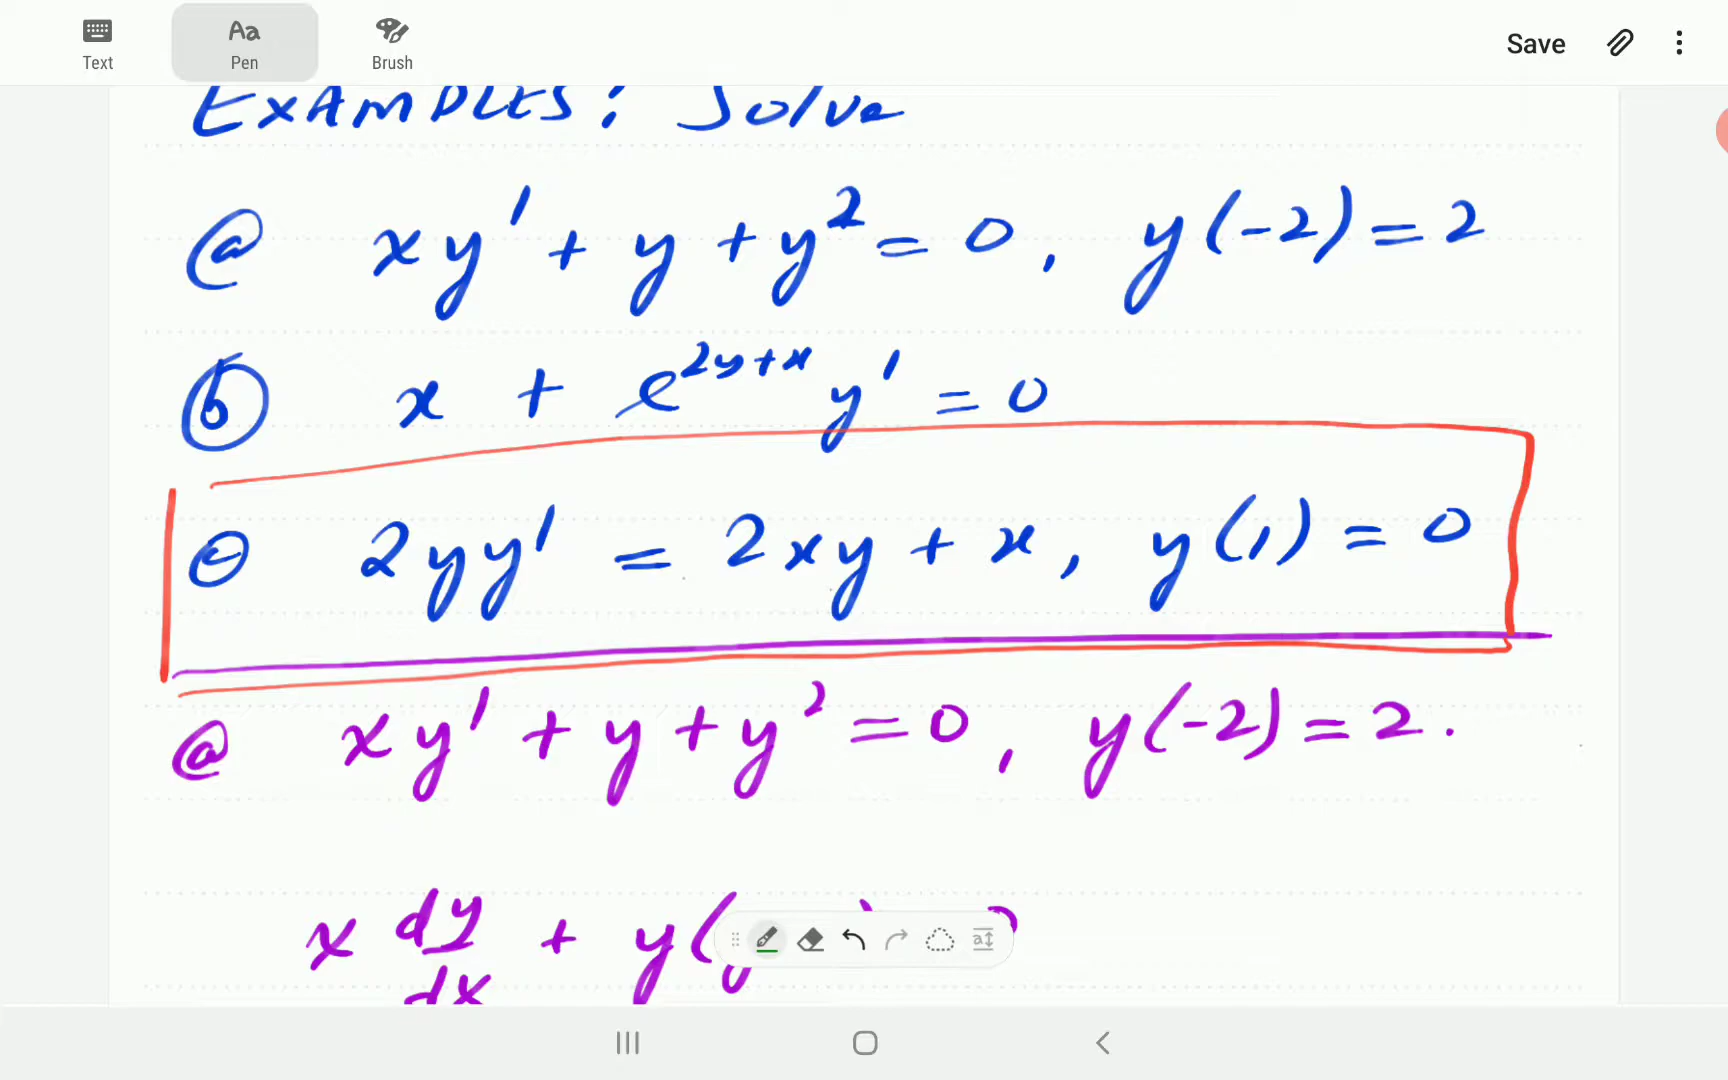 Text Pen Brush Save
EXAMPLES: Solve
ⓐ xy' + y + y² = 0, y(-2) = 2
ⓑ x + e^{2y+x} y' = 0
ⓒ 2yy' = 2xy + x, y(1) = 0
ⓐ xy' + y + y² = 0, y(-2) = 2.
x dy/dx + y(